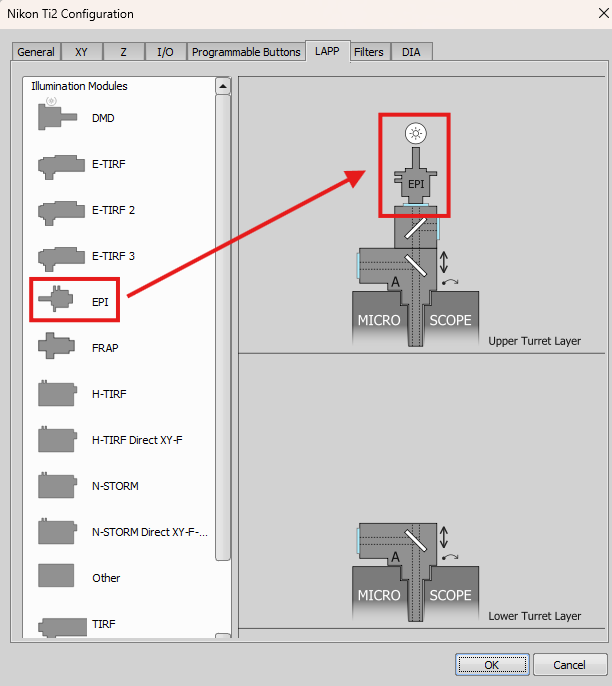 Nikon Ti2 Configuration
General XY Z I/O Programmable Buttons LAPP Filters DIA
Illumination Modules
DMD
E-TIRF
E-TIRF 2
E-TIRF 3
EPI
FRAP
H-TIRF
H-TIRF Direct XY-F
N-STORM
N-STORM Direct XY-F-...
Other
TIRF
EPI
A
MICRO SCOPE
Upper Turret Layer
A
MICRO SCOPE
Lower Turret Layer
OK Cancel